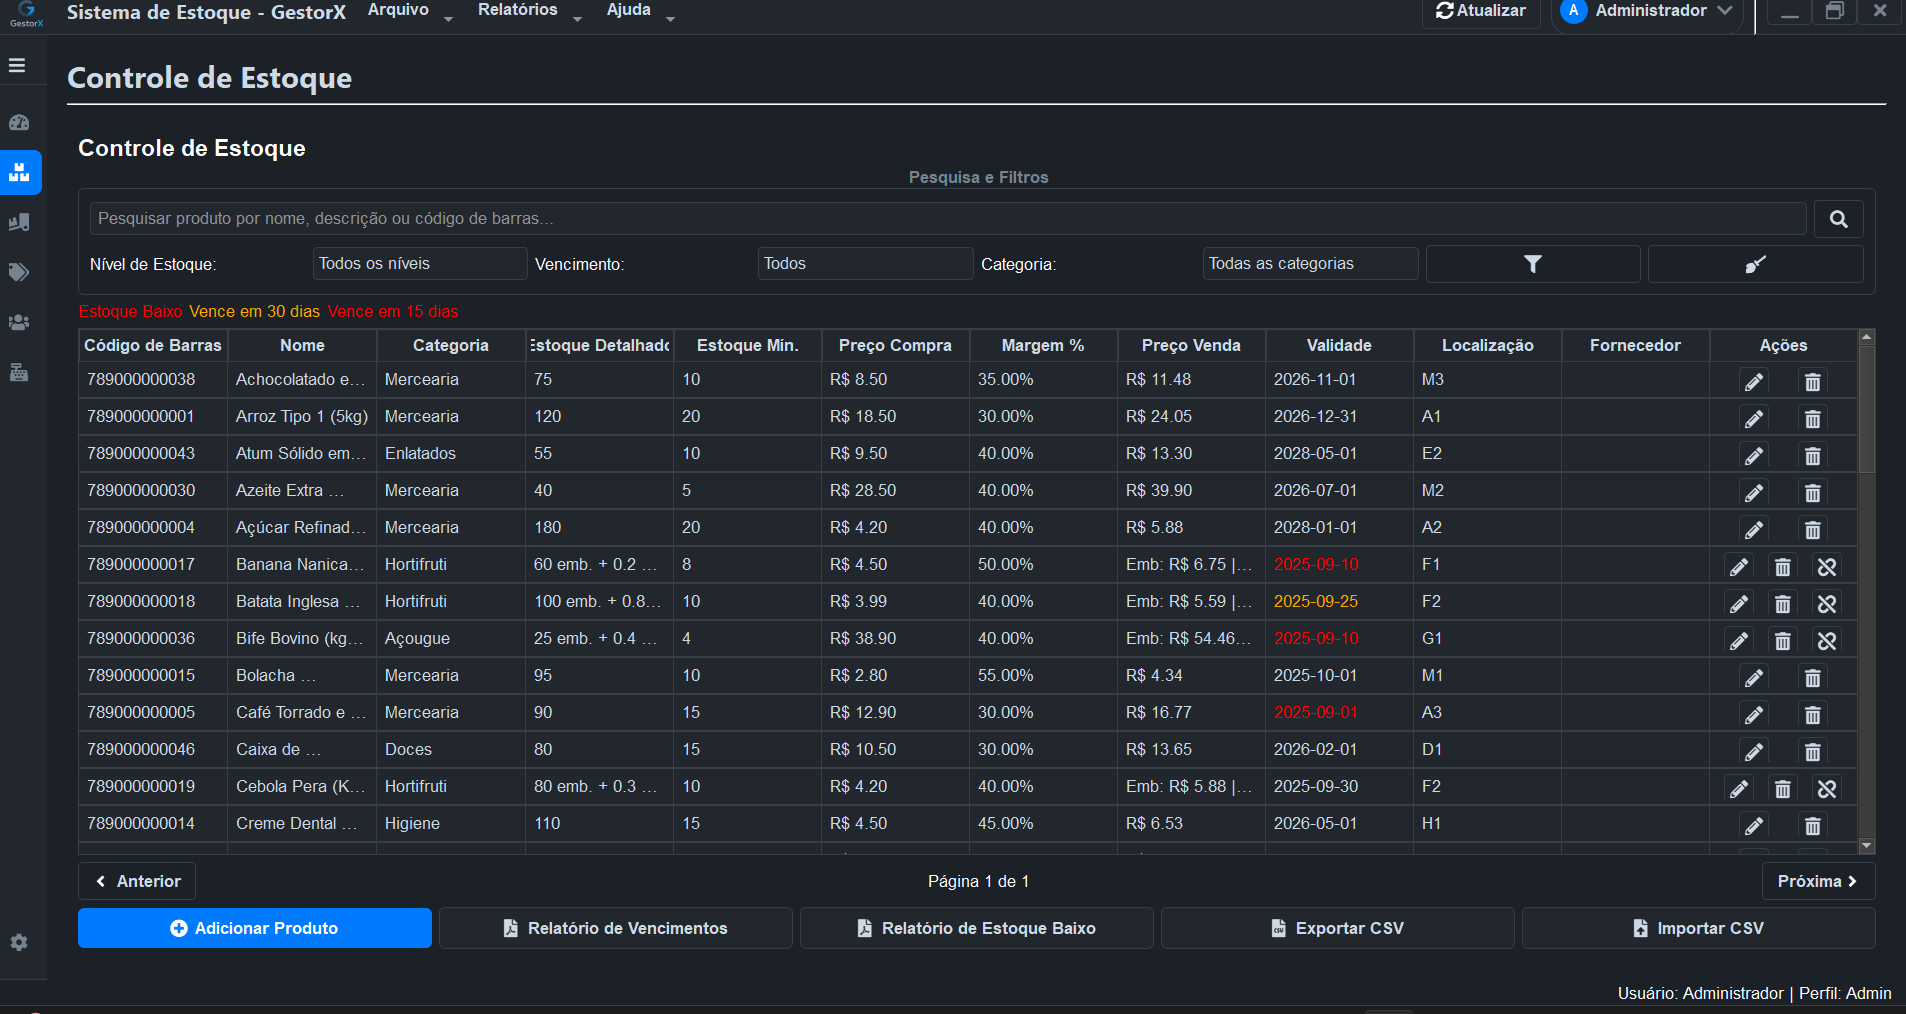 GestorX
Sistema de Estoque - GestorX Arquivo Relatórios Ajuda Atualizar A Administrador
Controle de Estoque
Controle de Estoque
Pesquisa e Filtros
Pesquisar produto por nome, descrição ou código de barras...
Nível de Estoque: Todos os níveis Vencimento: Todos Categoria: Todas as categorias
Estoque Baixo Vence em 30 dias Vence em 15 dias
Código de Barras Nome Categoria Estoque Detalhado Estoque Min. Preço Compra Margem % Preço Venda Validade Localização Fornecedor Ações
789000000038 Achocolatado e... Mercearia 75 10 R$ 8.50 35.00% R$ 11.48 2026-11-01 M3
789000000001 Arroz Tipo 1 (5kg) Mercearia 120 20 R$ 18.50 30.00% R$ 24.05 2026-12-31 A1
789000000043 Atum Sólido em... Enlatados 55 10 R$ 9.50 40.00% R$ 13.30 2028-05-01 E2
789000000030 Azeite Extra ... Mercearia 40 5 R$ 28.50 40.00% R$ 39.90 2026-07-01 M2
789000000004 Açúcar Refinad... Mercearia 180 20 R$ 4.20 40.00% R$ 5.88 2028-01-01 A2
789000000017 Banana Nanica... Hortifruti 60 emb. + 0.2 ... 8 R$ 4.50 50.00% Emb: R$ 6.75 |... 2025-09-10 F1
789000000018 Batata Inglesa ... Hortifruti 100 emb. + 0.8... 10 R$ 3.99 40.00% Emb: R$ 5.59 |... 2025-09-25 F2
789000000036 Bife Bovino (kg... Açougue 25 emb. + 0.4 ... 4 R$ 38.90 40.00% Emb: R$ 54.46... 2025-09-10 G1
789000000015 Bolacha ... Mercearia 95 10 R$ 2.80 55.00% R$ 4.34 2025-10-01 M1
789000000005 Café Torrado e ... Mercearia 90 15 R$ 12.90 30.00% R$ 16.77 2025-09-01 A3
789000000046 Caixa de ... Doces 80 15 R$ 10.50 30.00% R$ 13.65 2026-02-01 D1
789000000019 Cebola Pera (K... Hortifruti 80 emb. + 0.3 ... 10 R$ 4.20 40.00% Emb: R$ 5.88 |... 2025-09-30 F2
789000000014 Creme Dental ... Higiene 110 15 R$ 4.50 45.00% R$ 6.53 2026-05-01 H1
Anterior Página 1 de 1 Próxima
Adicionar Produto Relatório de Vencimentos Relatório de Estoque Baixo Exportar CSV Importar CSV
Usuário: Administrador | Perfil: Admin